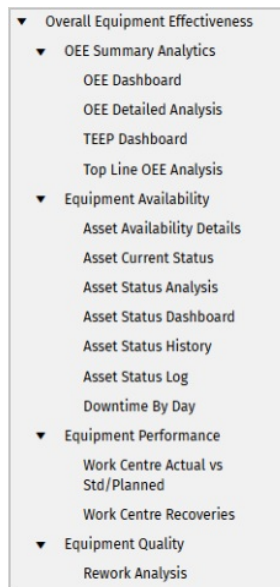 Overall Equipment Effectiveness
OEE Summary Analytics
OEE Dashboard
OEE Detailed Analysis
TEEP Dashboard
Top Line OEE Analysis
Equipment Availability
Asset Availability Details
Asset Current Status
Asset Status Analysis
Asset Status Dashboard
Asset Status History
Asset Status Log
Downtime By Day
Equipment Performance
Work Centre Actual vs
Std/Planned
Work Centre Recoveries
Equipment Quality
Rework Analysis